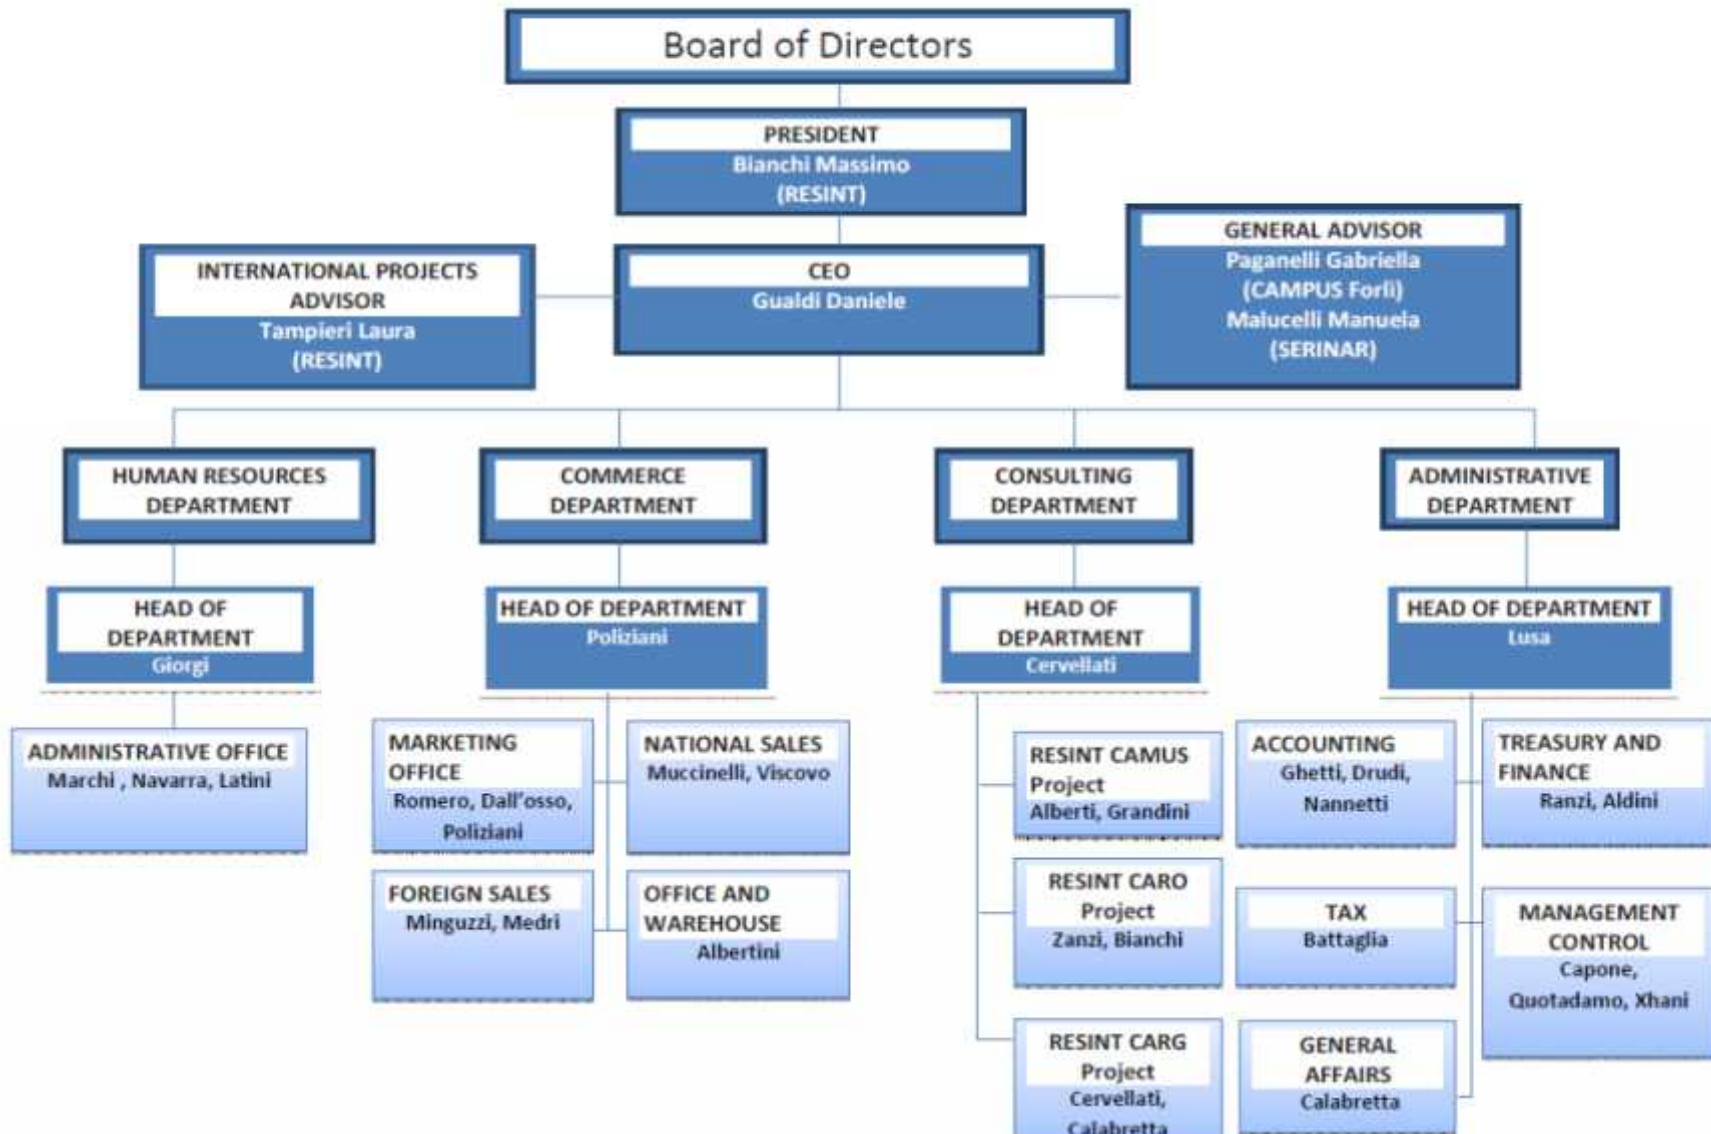 Board of Directors
PRESIDENT
Bianchi Massimo
(RESINT)
INTERNATIONAL PROJECTS
ADVISOR
Tampieri Laura
(RESINT)
CEO
Gualdi Daniele
GENERAL ADVISOR
Paganelli Gabriella
(CAMPUS Forlì)
Malucelli Manuela
(SERINAR)
HUMAN RESOURCES
DEPARTMENT
COMMERCE
DEPARTMENT
CONSULTING
DEPARTMENT
ADMINISTRATIVE
DEPARTMENT
HEAD OF
DEPARTMENT
Giorgi
HEAD OF DEPARTMENT
Poliziani
HEAD OF
DEPARTMENT
Cervellati
HEAD OF DEPARTMENT
Lusa
ADMINISTRATIVE OFFICE
Marchi , Navarra, Latini
MARKETING
OFFICE
Romero, Dall'osso,
Poliziani
NATIONAL SALES
Muccinelli, Viscovo
FOREIGN SALES
Minguzzi, Medri
OFFICE AND
WAREHOUSE
Albertini
RESINT CAMUS
Project
Alberti, Grandini
RESINT CARO
Project
Zanzi, Bianchi
RESINT CARG
Project
Cervellati,
Calabretta
ACCOUNTING
Ghetti, Drudi,
Nannetti
TREASURY AND
FINANCE
Ranzi, Aldini
TAX
Battaglia
MANAGEMENT
CONTROL
Capone,
Quotadamo, Xhani
GENERAL
AFFAIRS
Calabretta